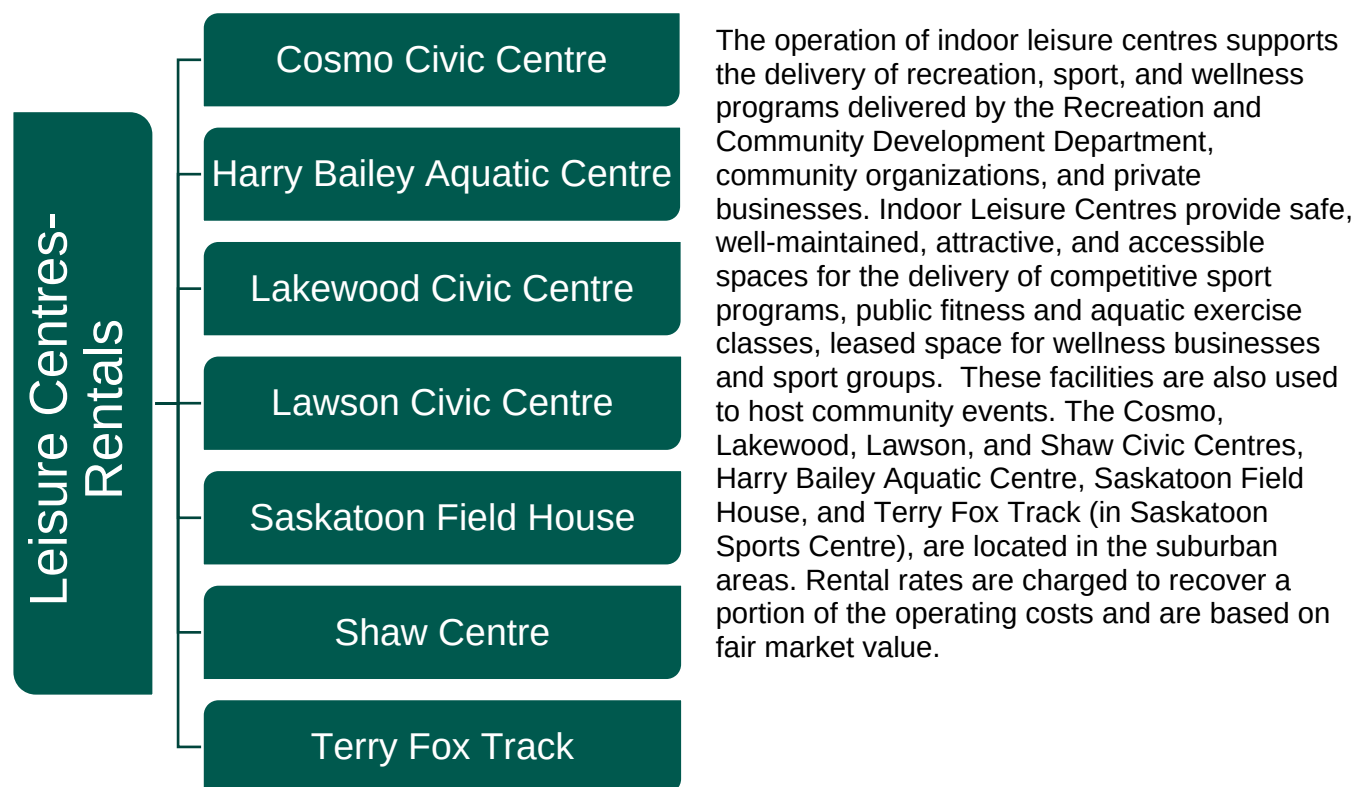 Leisure Centres-
Rentals
Cosmo Civic Centre
Harry Bailey Aquatic Centre
Lakewood Civic Centre
Lawson Civic Centre
Saskatoon Field House
Shaw Centre
Terry Fox Track
The operation of indoor leisure centres supports
the delivery of recreation, sport, and wellness
programs delivered by the Recreation and
Community Development Department,
community organizations, and private
businesses. Indoor Leisure Centres provide safe,
well-maintained, attractive, and accessible
spaces for the delivery of competitive sport
programs, public fitness and aquatic exercise
classes, leased space for wellness businesses
and sport groups.  These facilities are also used
to host community events. The Cosmo,
Lakewood, Lawson, and Shaw Civic Centres,
Harry Bailey Aquatic Centre, Saskatoon Field
House, and Terry Fox Track (in Saskatoon
Sports Centre), are located in the suburban
areas. Rental rates are charged to recover a
portion of the operating costs and are based on
fair market value.